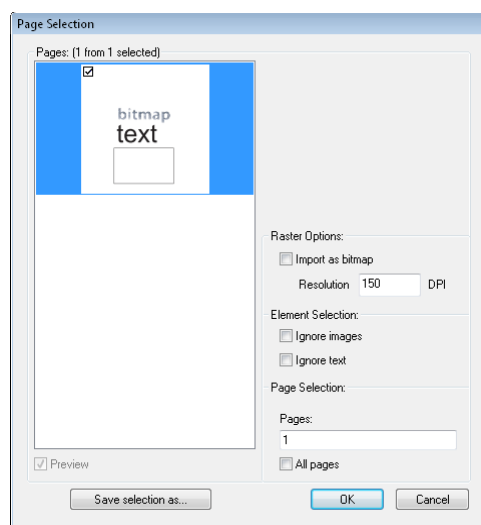 Page Selection
Pages: (1 from 1 selected)
bitmap
text
Raster Options:
Import as bitmap
Resolution 150 DPI
Element Selection:
Ignore images
Ignore text
Page Selection:
Pages:
1
Preview
All pages
Save selection as...
OK
Cancel